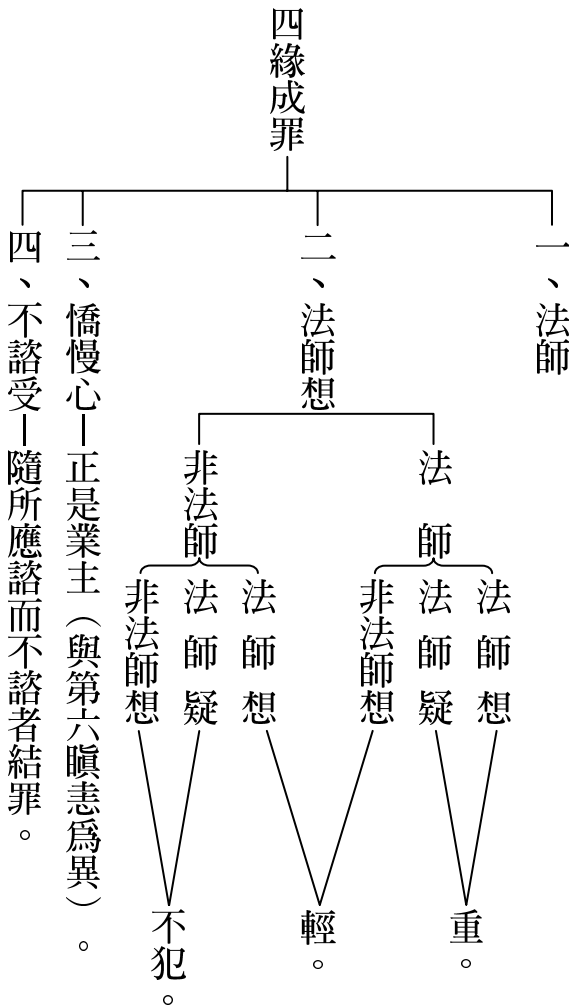 四緣成罪
一、法師
二、法師想
法師
法師想
法師疑
非法師想
非法師
法師想
法師疑
非法師想
重。
輕。
不犯。
三、憍慢心—正是業主（與第六瞋恚爲異）。
四、不諮受—隨所應諮而不諮者結罪。